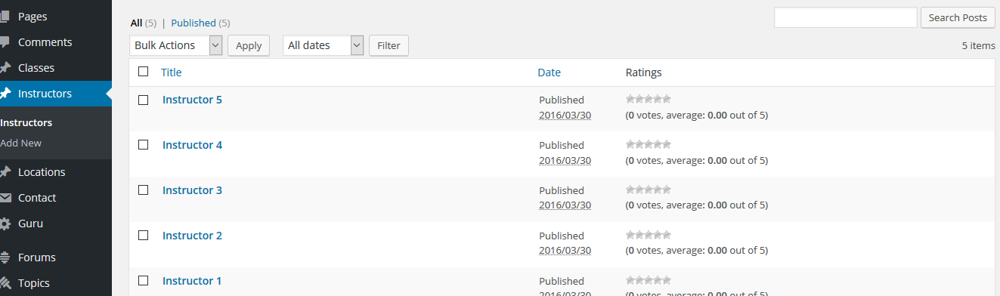 Pages
Comments
Classes
Instructors
Instructors
Add New
Locations
Contact
Guru
Forums
Topics
All (5) | Published (5)
Search Posts
Bulk Actions
Apply
All dates
Filter
5 items
Title Date Ratings
Instructor 5 Published
2016/03/30 (0 votes, average: 0.00 out of 5)
Instructor 4 Published
2016/03/30 (0 votes, average: 0.00 out of 5)
Instructor 3 Published
2016/03/30 (0 votes, average: 0.00 out of 5)
Instructor 2 Published
2016/03/30 (0 votes, average: 0.00 out of 5)
Instructor 1 Published
2016/03/30 (0 votes, average: 0.00 out of 5)